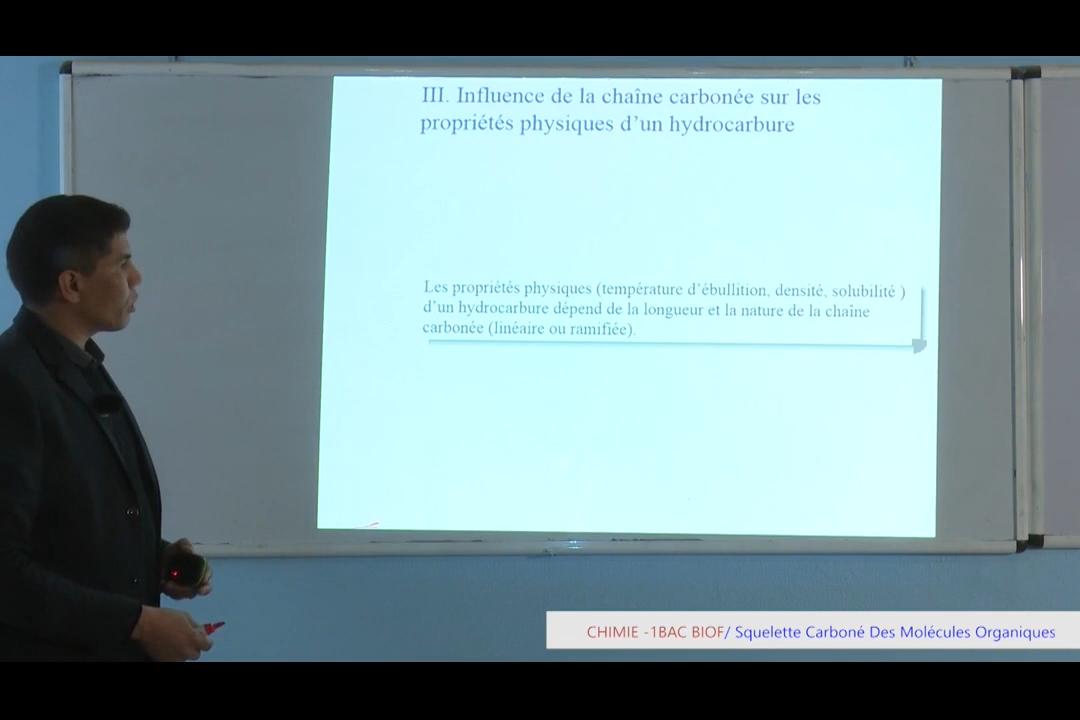 III. Influence de la chaîne carbonée sur les
propriétés physiques d’un hydrocarbure
Les propriétés physiques (température d’ébullition, densité, solubilité )
d’un hydrocarbure dépend de la longueur et la nature de la chaîne
carbonée (linéaire ou ramifiée).
CHIMIE -1BAC BIOF/ Squelette Carboné Des Molécules Organiques